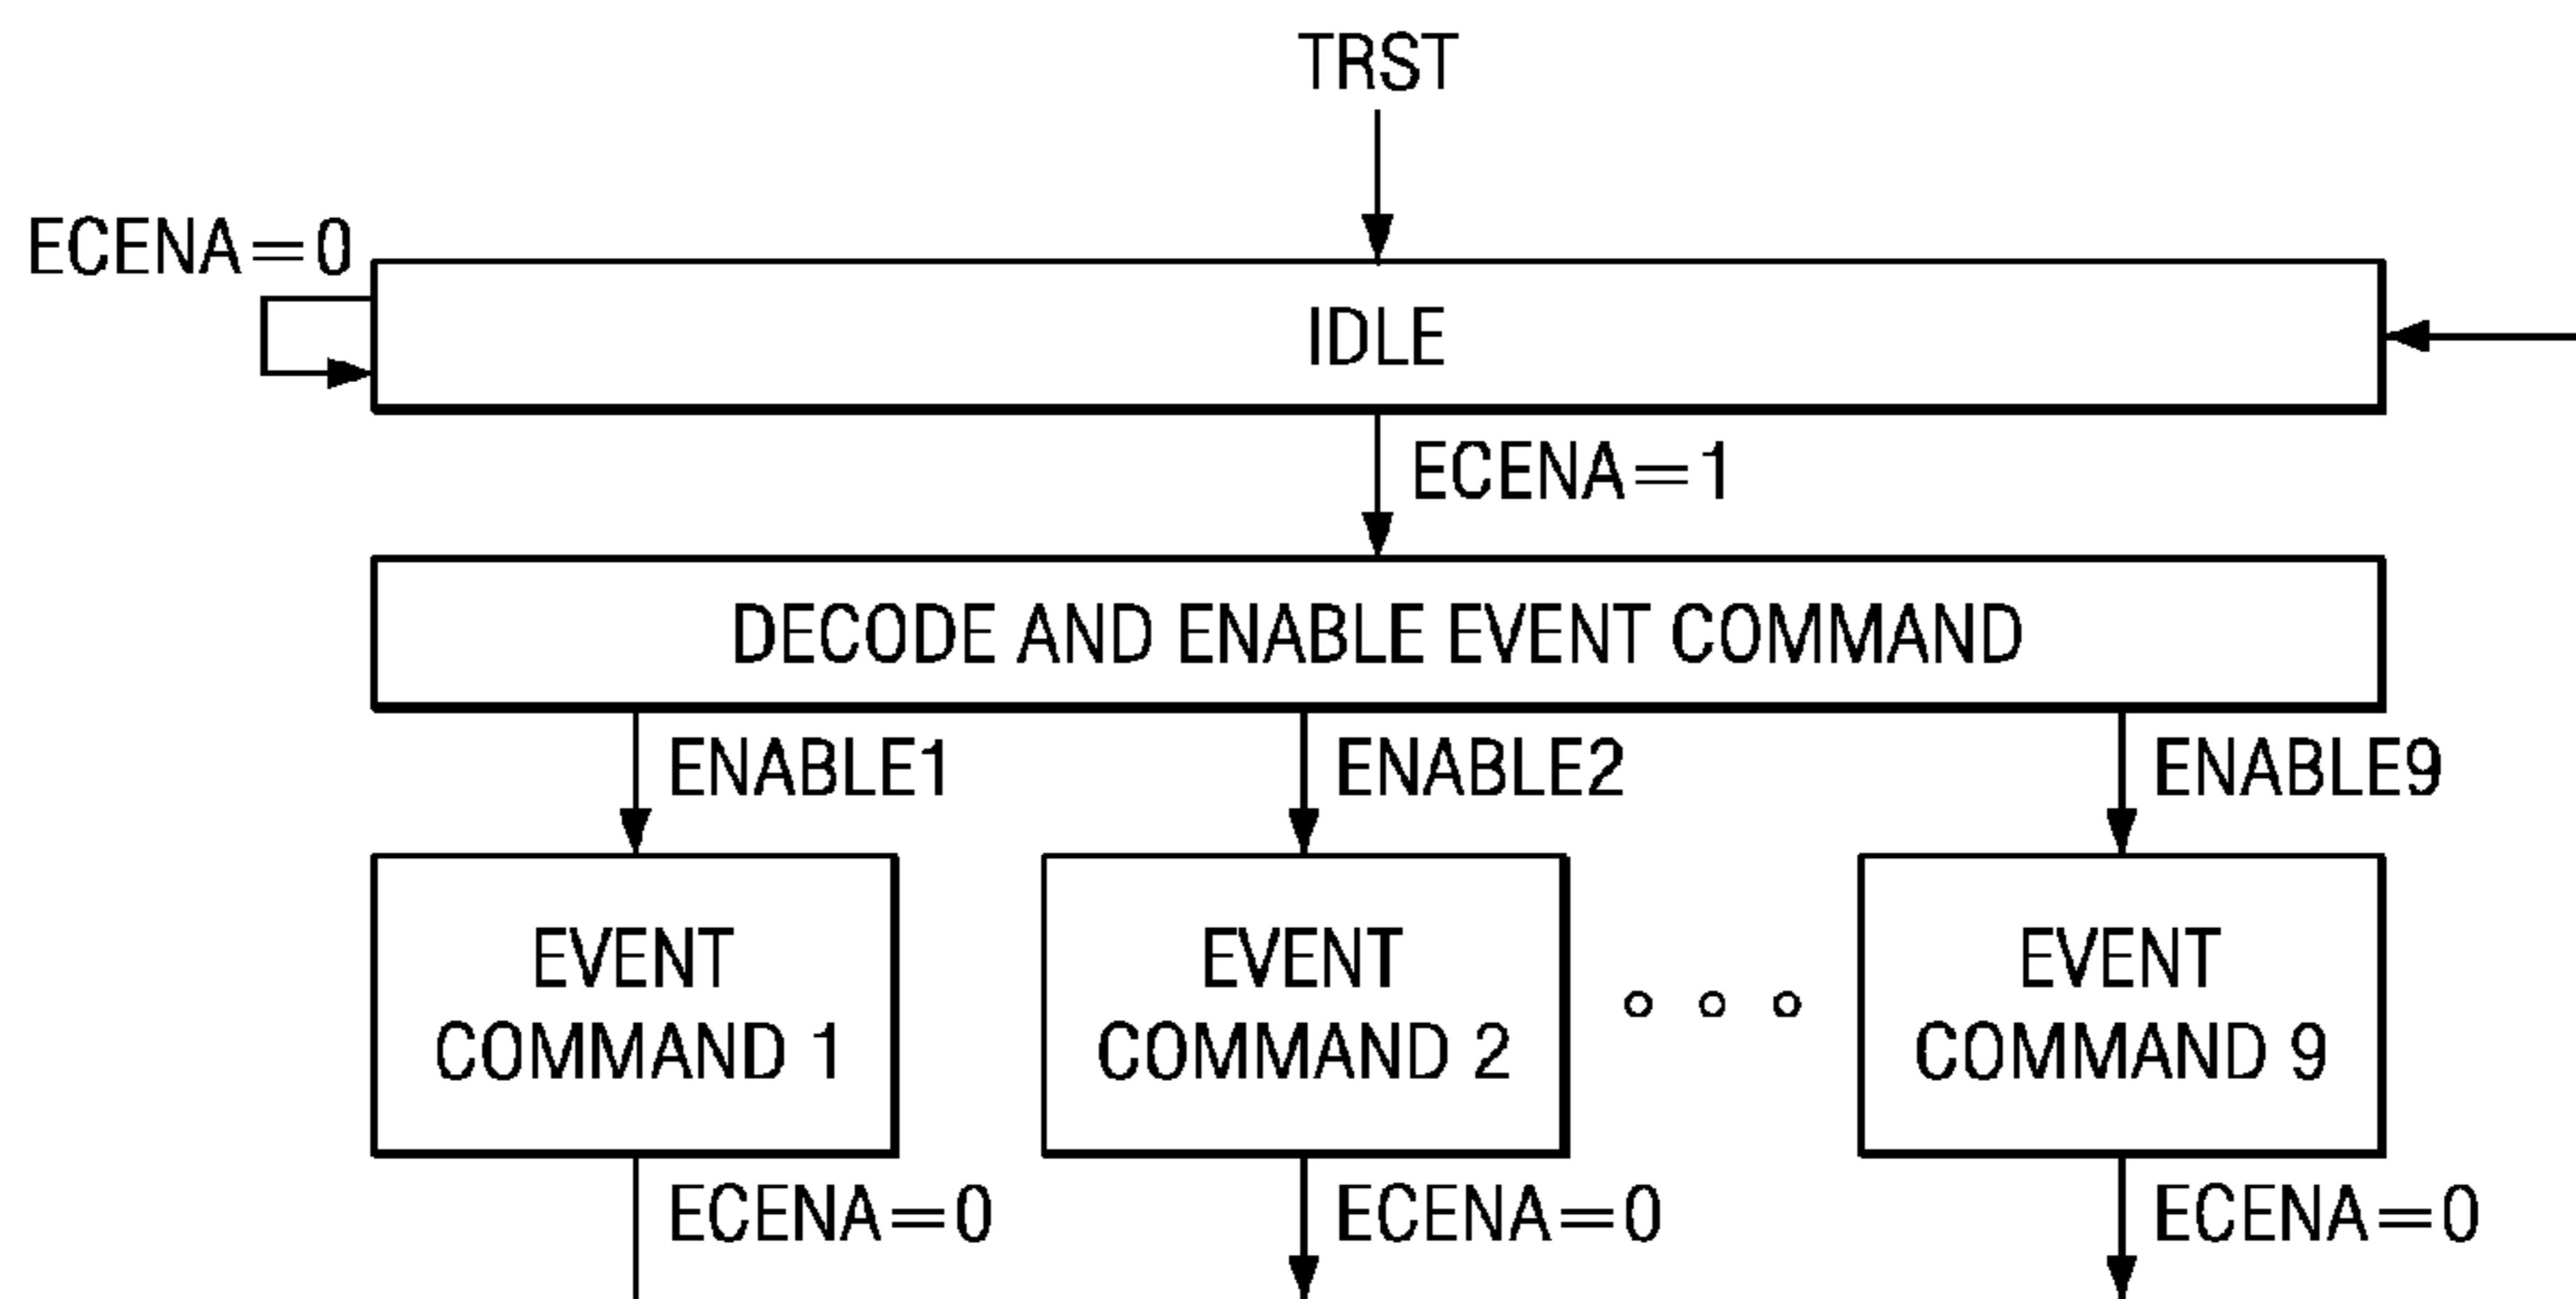 TRST
ECENA=0
IDLE
ECENA=1
DECODE AND ENABLE EVENT COMMAND
ENABLE1
ENABLE2
ENABLE9
EVENT
COMMAND 1
EVENT
COMMAND 2
EVENT
COMMAND 9
ECENA=0
ECENA=0
ECENA=0